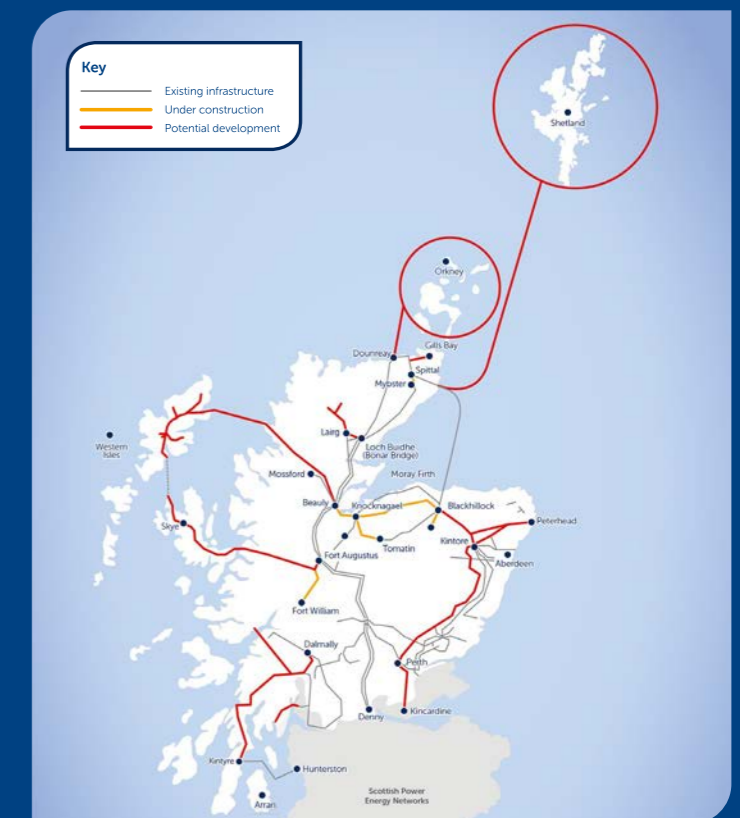 Key
Existing infrastructure
Under construction
Potential development
Shetland
Orkney
Gills Bay
Dounreay
Spittal
Mybster
Lairg
Loch Buidhe
(Bonar Bridge)
Western
Isles
Mossford
Moray Firth
Beauly
Knocknagael
Blackhillock
Peterhead
Skye
Kintore
Tomatin
Fort Augustus
Aberdeen
Fort William
Dalmally
Perth
Denny
Kincardine
Kintyre
Hunterston
Arran
Scottish Power
Energy Networks